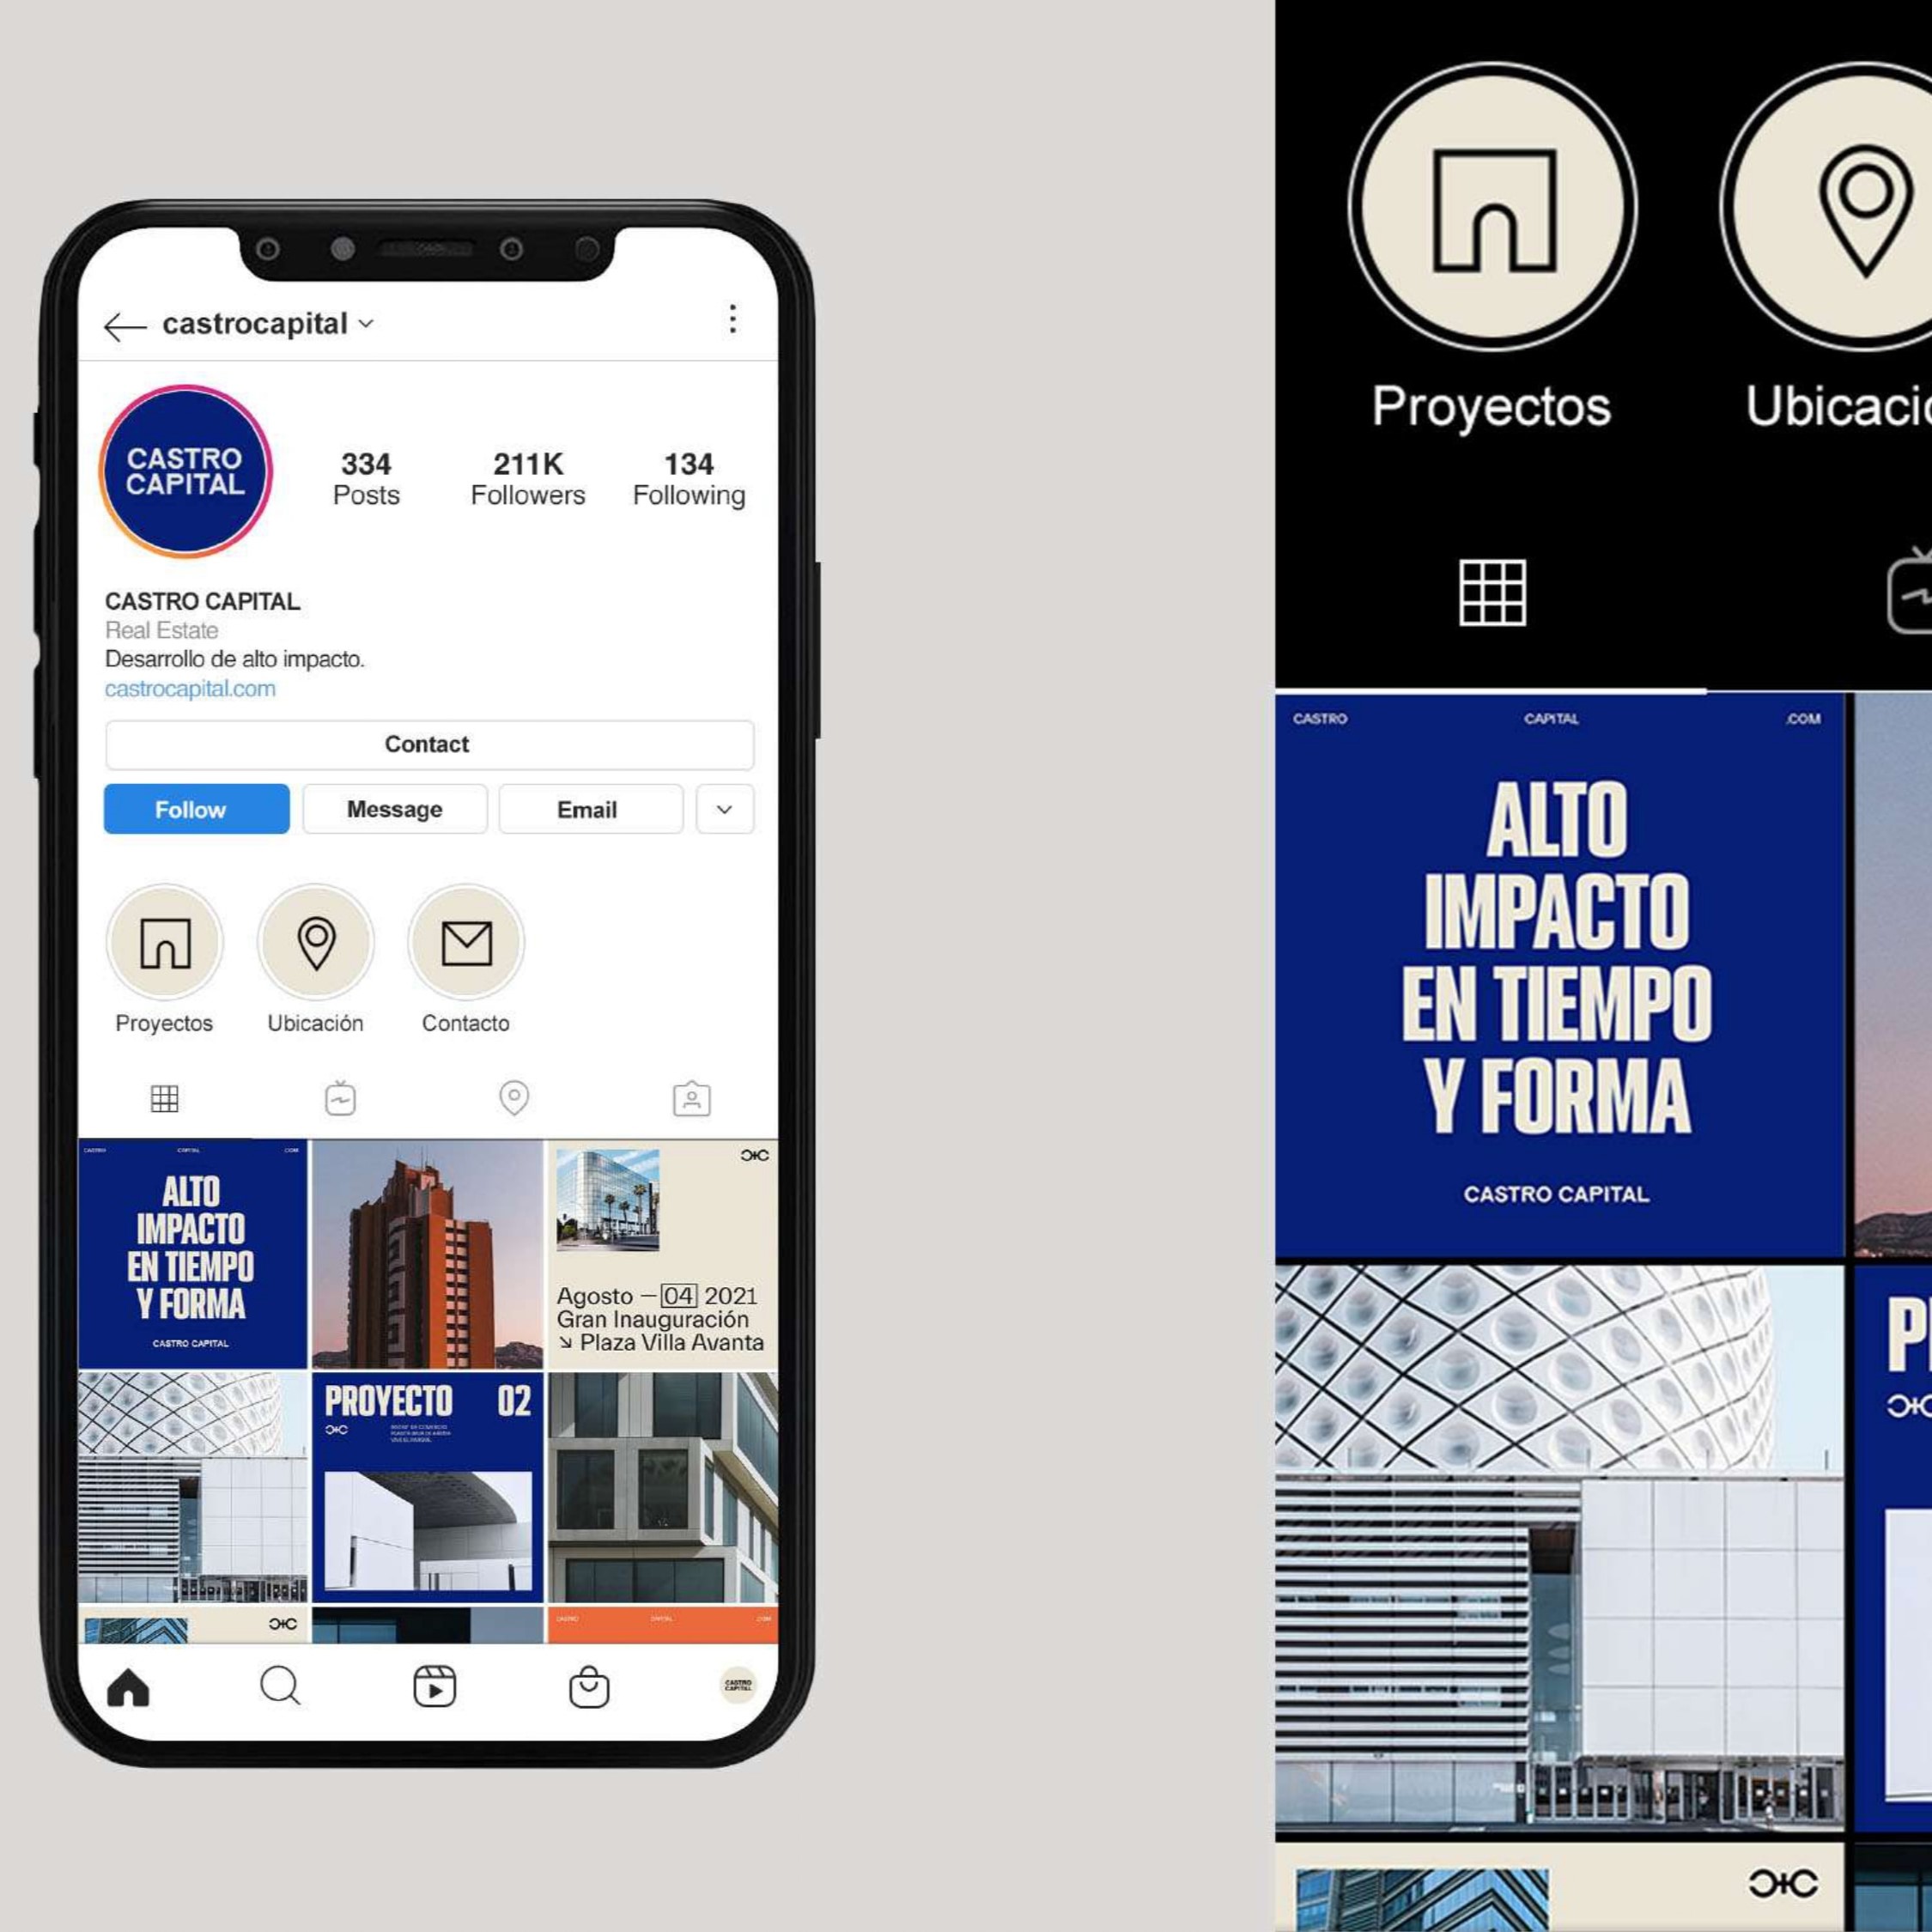 castrocapital
CASTRO
CAPITAL
334
Posts
211K
Followers
134
Following
CASTRO CAPITAL
Real Estate
Desarrollo de alto impacto.
castrocapital.com
Contact
Follow
Message
Email
Proyectos
Ubicación
Contacto
CASTRO
CAPITAL
.COM
ALTO
IMPACTO
EN TIEMPO
Y FORMA
CASTRO CAPITAL
Agosto — 04 2021
Gran Inauguración
↘ Plaza Villa Avanta
PROYECTO 02
CASTRO
CAPITAL
.COM
CASTRO
CAPITAL
Proyectos
Ubicació
CASTRO
CAPITAL
.COM
ALTO
IMPACTO
EN TIEMPO
Y FORMA
CASTRO CAPITAL